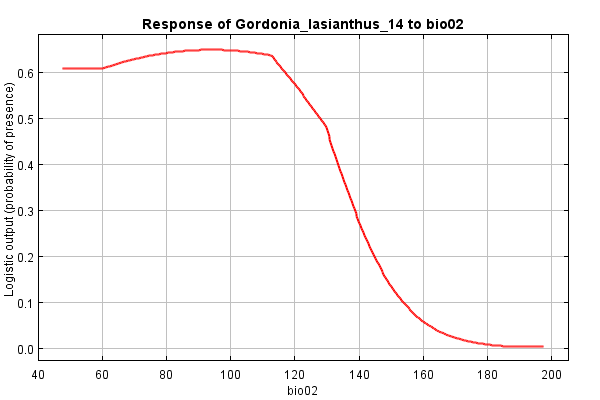 Response of Gordonia_lasianthus_14 to bio02
Logistic output (probability of presence)
0.6
0.5
0.4
0.3
0.2
0.1
0.0
40 60 80 100 120 140 160 180 200
bio02